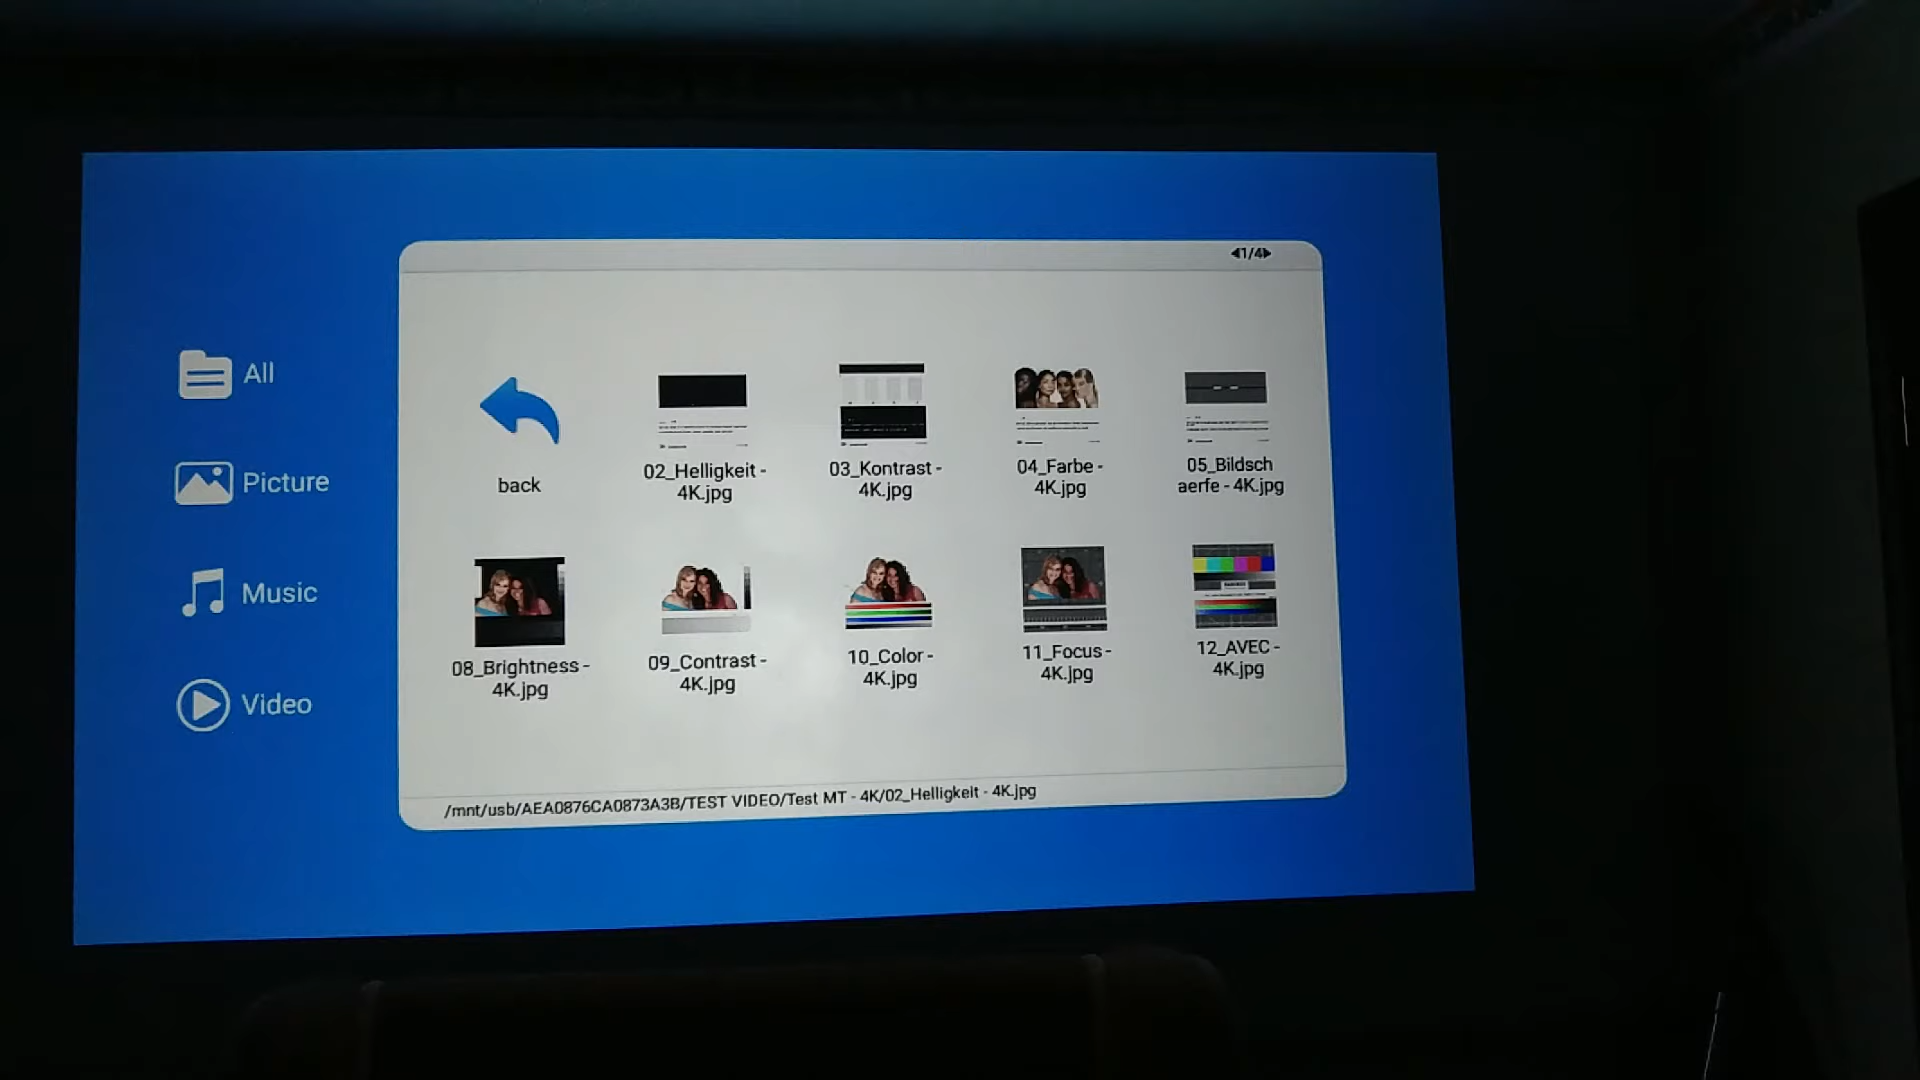 ◀1/4▶
All
Picture
Music
Video
back
02_Helligkeit -
4K.jpg
03_Kontrast -
4K.jpg
04_Farbe -
4K.jpg
05_Bildsch
aerfe - 4K.jpg
08_Brightness -
4K.jpg
09_Contrast -
4K.jpg
10_Color -
4K.jpg
11_Focus -
4K.jpg
12_AVEC -
4K.jpg
/mnt/usb/AEA0876CA0873A3B/TEST VIDEO/Test MT - 4K/02_Helligkeit - 4K.jpg